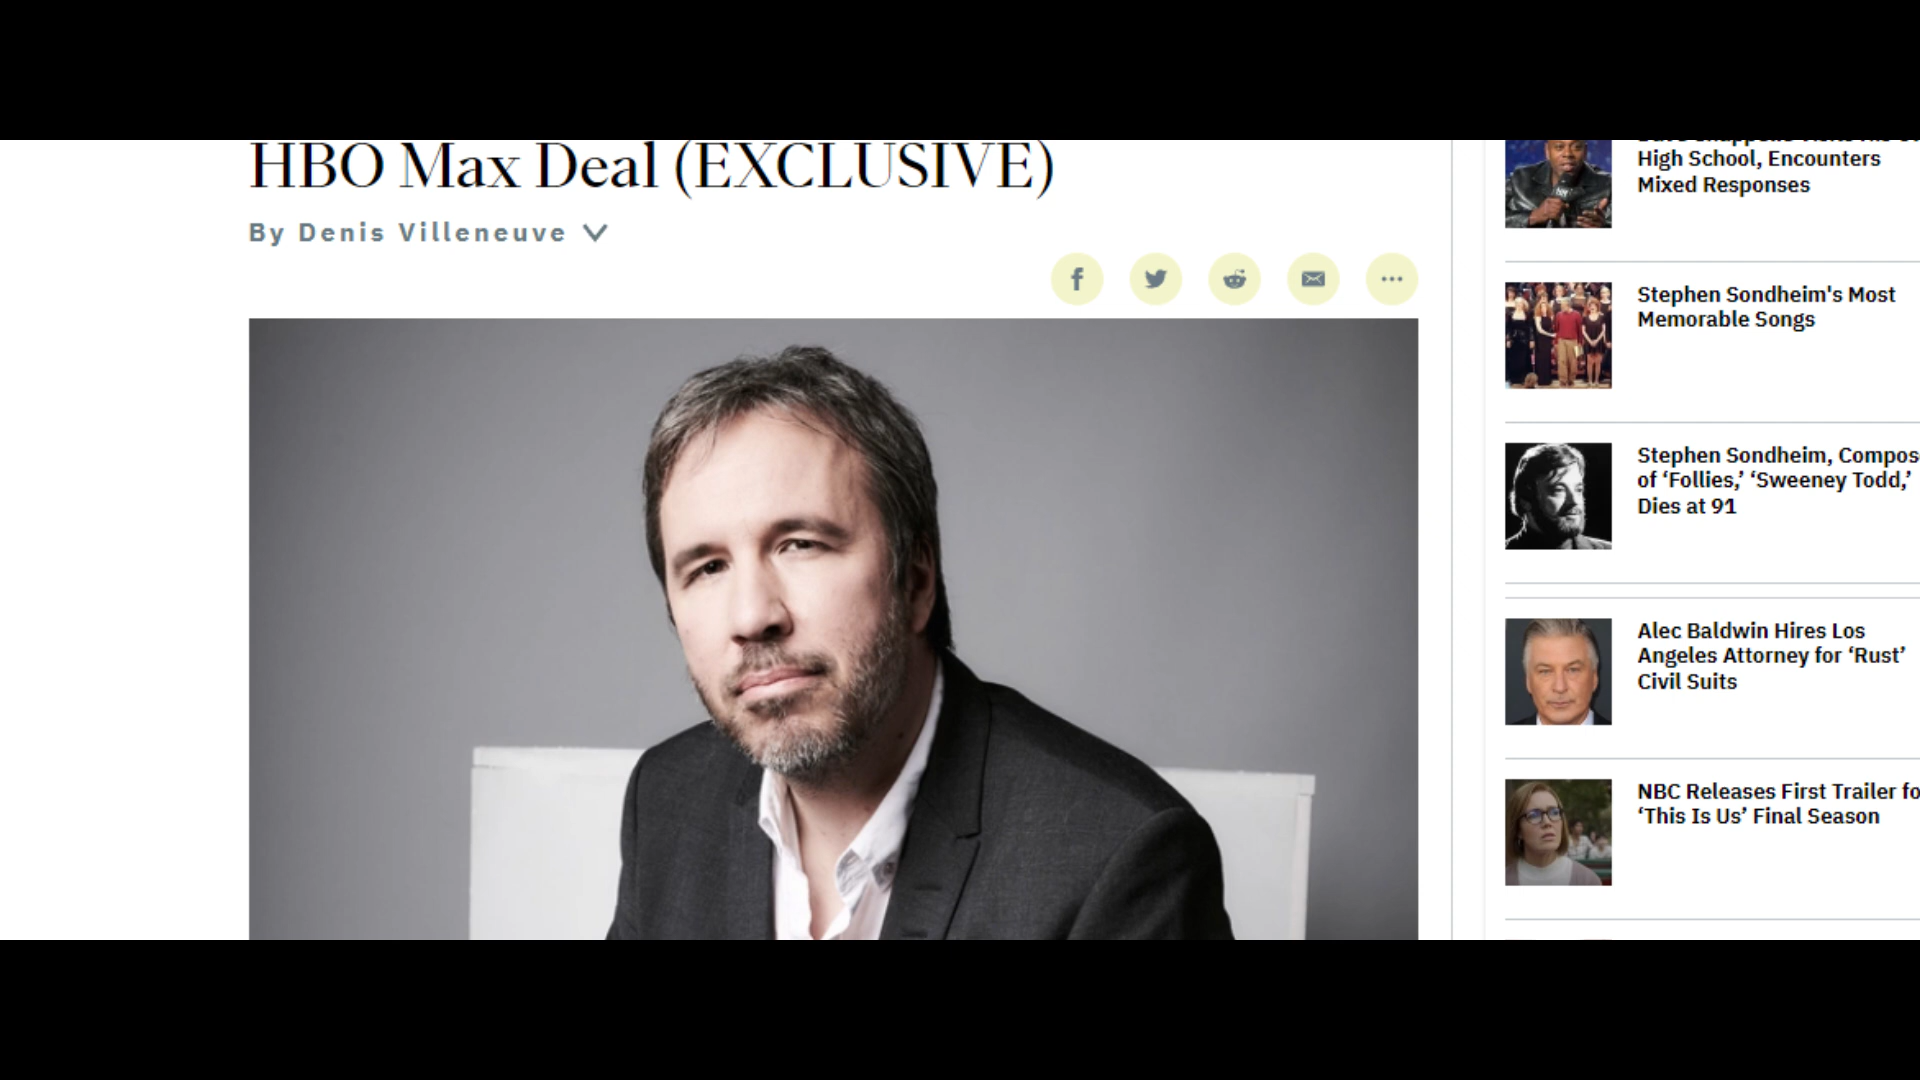 HBO Max Deal (EXCLUSIVE)
By Denis Villeneuve
High School, Encounters
Mixed Responses
Stephen Sondheim's Most
Memorable Songs
Stephen Sondheim, Compos
of ‘Follies,’ ‘Sweeney Todd,’
Dies at 91
Alec Baldwin Hires Los
Angeles Attorney for ‘Rust’
Civil Suits
NBC Releases First Trailer fo
‘This Is Us’ Final Season